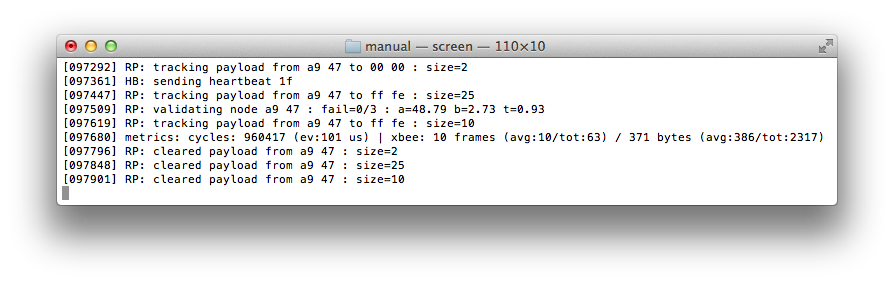 manual — screen — 110×10
[097292] RP: tracking payload from a9 47 to 00 00 : size=2
[097361] HB: sending heartbeat 1f
[097447] RP: tracking payload from a9 47 to ff fe : size=25
[097509] RP: validating node a9 47 : fail=0/3 : a=48.79 b=2.73 t=0.93
[097619] RP: tracking payload from a9 47 to ff fe : size=10
[097680] metrics: cycles: 960417 (ev:101 us) | xbee: 10 frames (avg:10/tot:63) / 371 bytes (avg:386/tot:2317)
[097796] RP: cleared payload from a9 47 : size=2
[097848] RP: cleared payload from a9 47 : size=25
[097901] RP: cleared payload from a9 47 : size=10